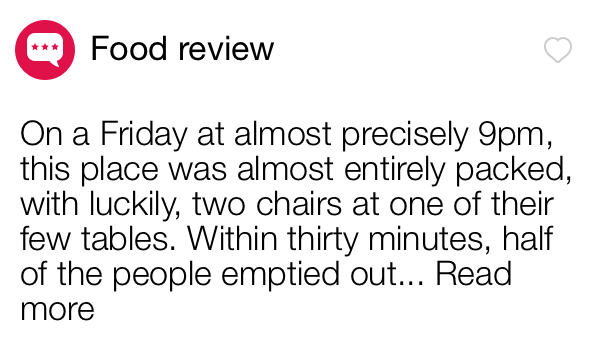 Food review
On a Friday at almost precisely 9pm,
this place was almost entirely packed,
with luckily, two chairs at one of their
few tables. Within thirty minutes, half
of the people emptied out... Read
more